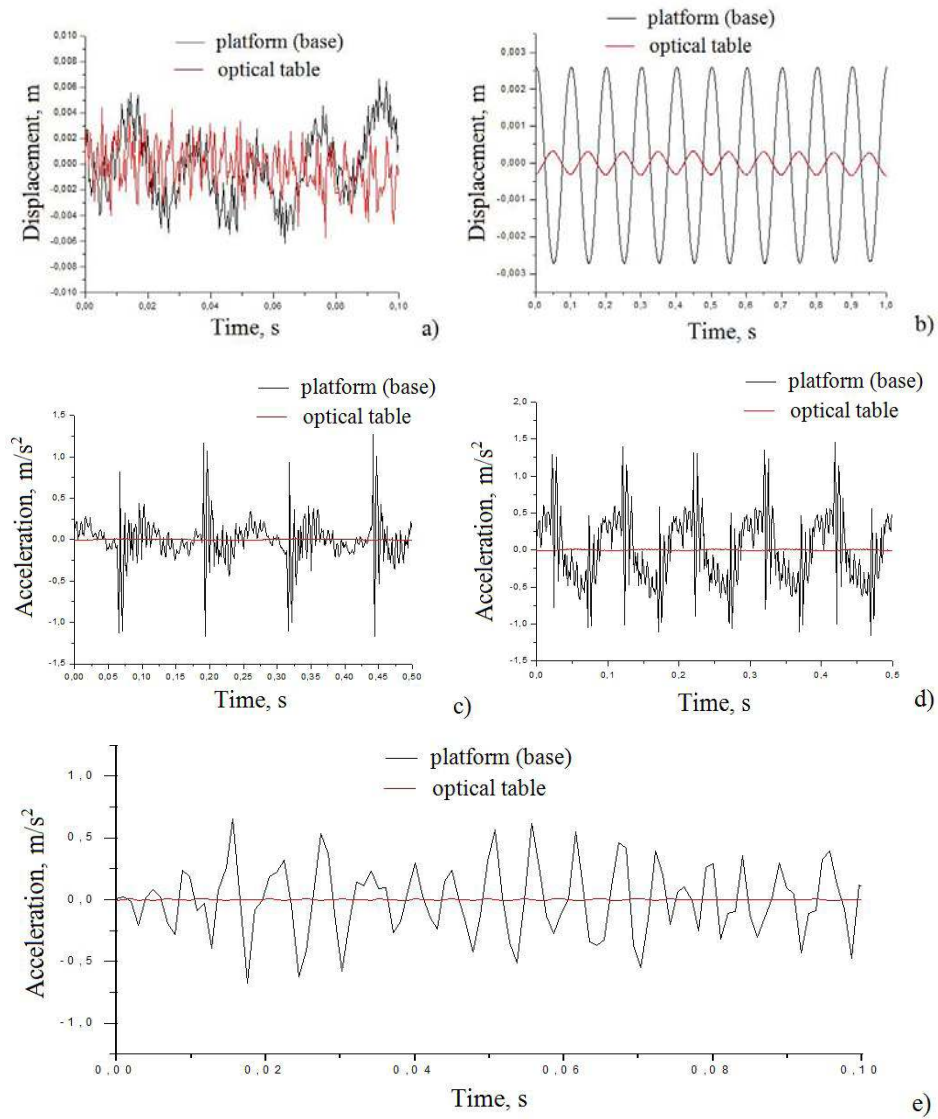 platform (base)
optical table
Displacement, m
0,010
0,008
0,006
0,004
0,002
0,000
-0,002
-0,004
-0,006
-0,008
-0,010
0,00 0,02 0,04 0,06 0,08 0,10
Time, s
a)
platform (base)
optical table
Displacement, m
0,003
0,002
0,001
0,000
-0,001
-0,002
-0,003
0,0 0,1 0,2 0,3 0,4 0,5 0,6 0,7 0,8 0,9 1,0
Time, s
b)
platform (base)
optical table
Acceleration, m/s²
1,5
1,0
0,5
0,0
-0,5
-1,0
-1,5
0,00 0,05 0,10 0,15 0,20 0,25 0,30 0,35 0,40 0,45 0,50
Time, s
c)
platform (base)
optical table
Acceleration, m/s²
2,0
1,5
1,0
0,5
0,0
-0,5
-1,0
-1,5
0,0 0,1 0,2 0,3 0,4 0,5
Time, s
d)
platform (base)
optical table
Acceleration, m/s²
1,0
0,5
0,0
-0,5
-1,0
0,00 0,02 0,04 0,06 0,08 0,10
Time, s
e)